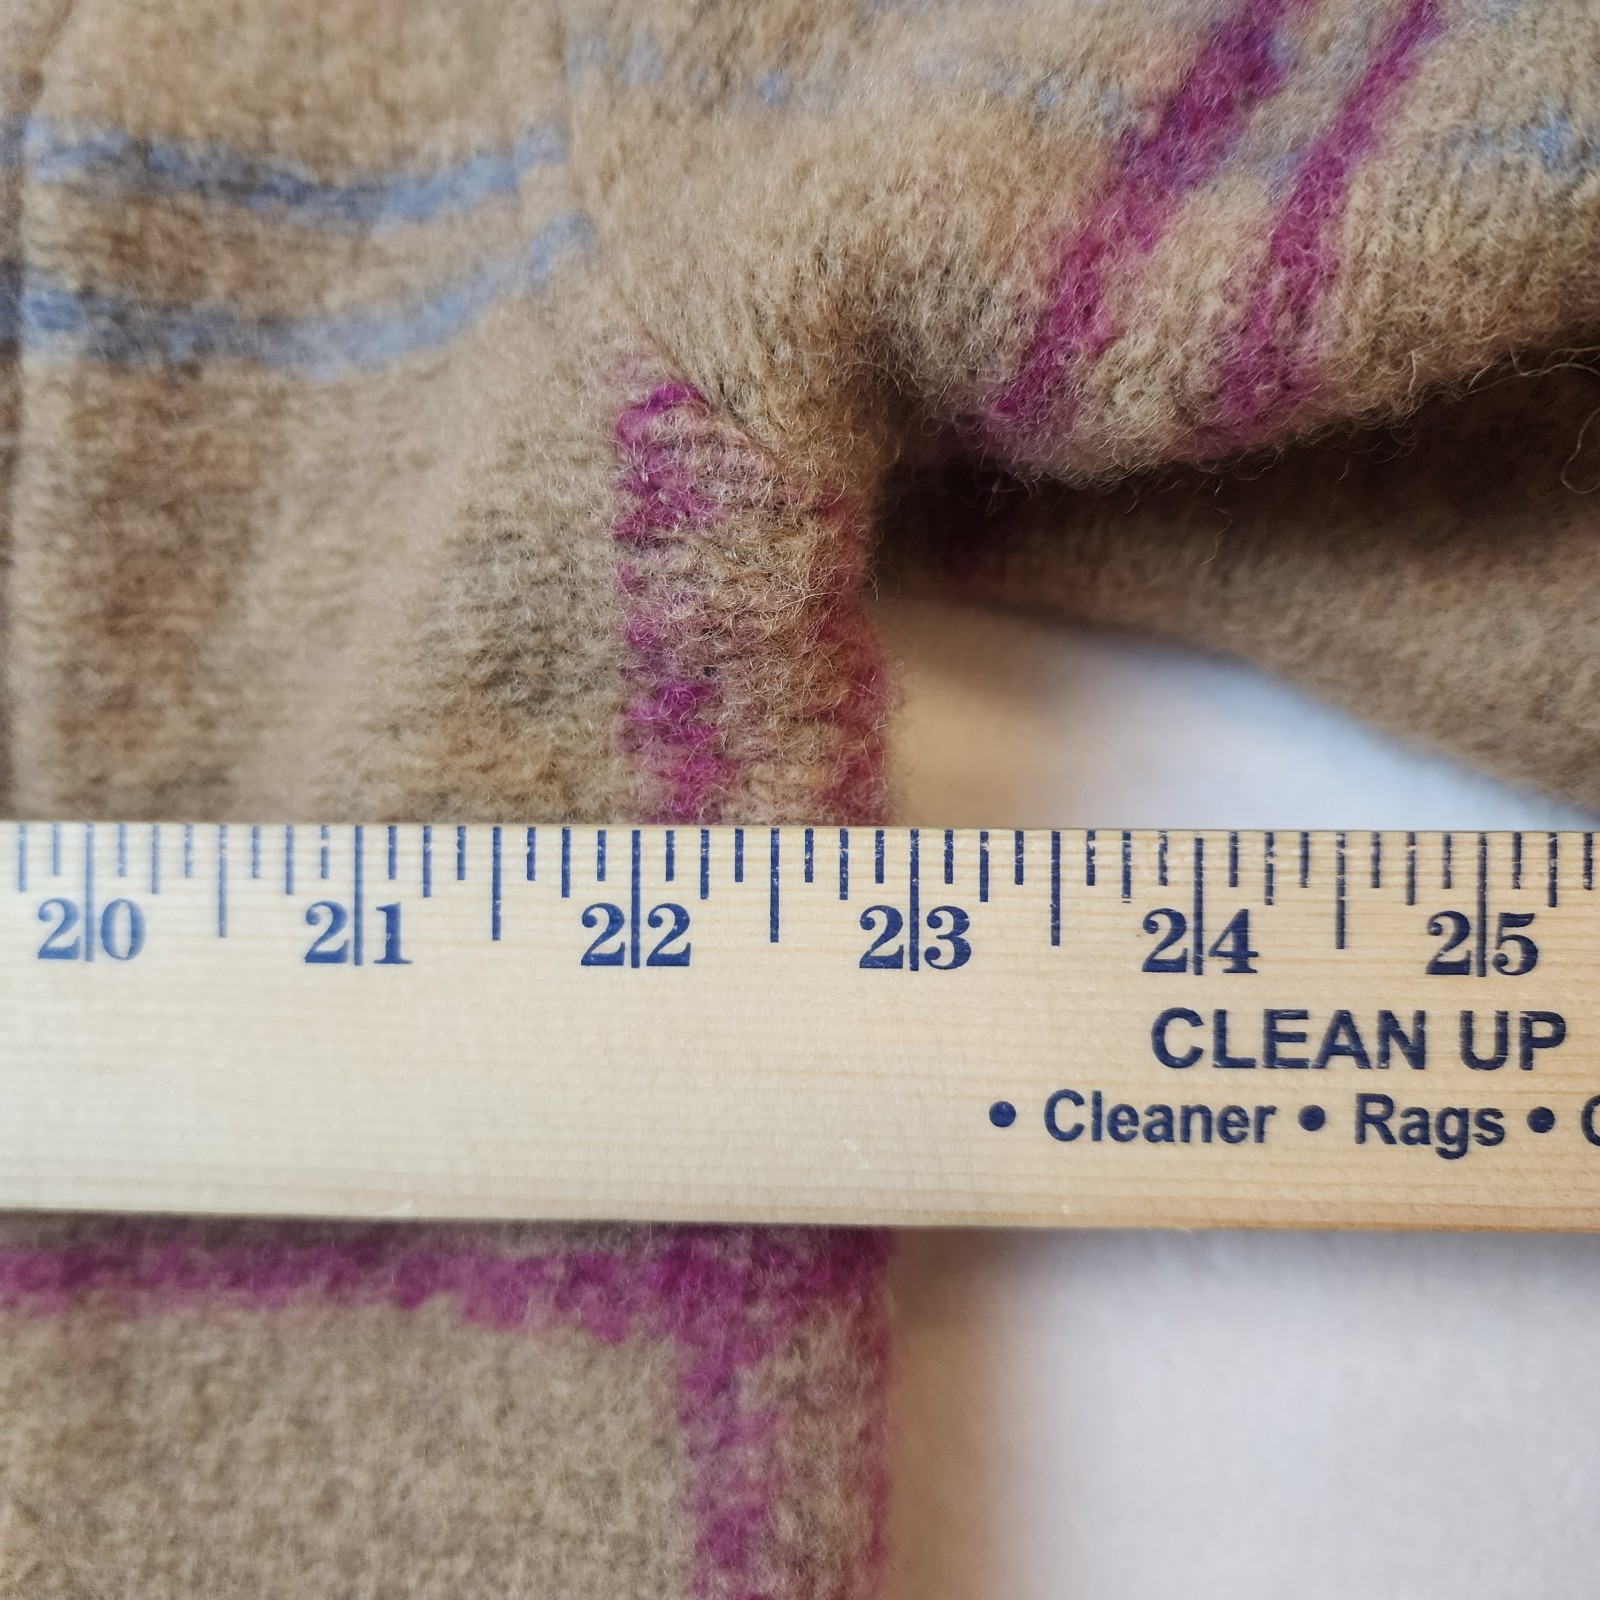 20 21 22 23 24 25
CLEAN UP
• Cleaner • Rags •